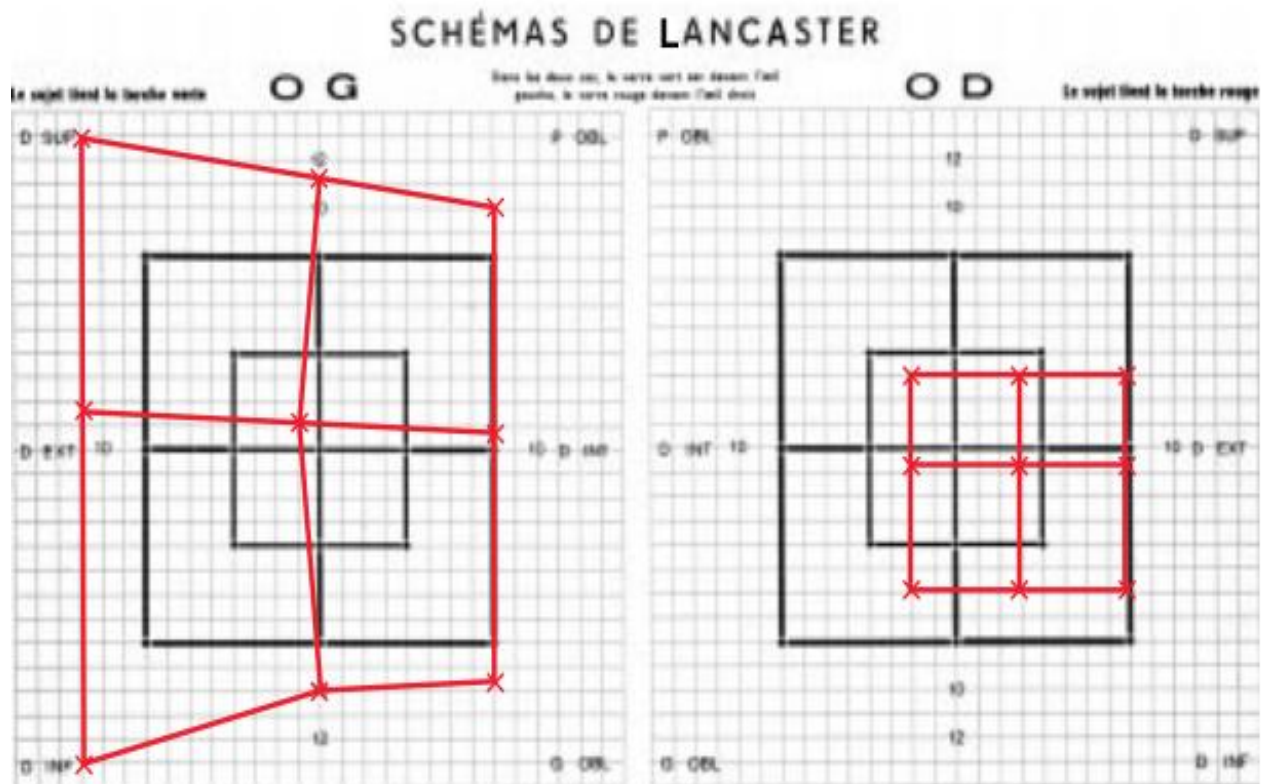 SCHÉMAS DE LANCASTER
Dans les deux cas, le verre vert est devant l'œil
gauche, le verre rouge devant l'œil droit
Le sujet tient la torche verte
O G
O D
Le sujet tient la torche rouge
D SUP
P OBL
P OBL
D SUP
12
10
10
D EXT
10
10
D INT
D INT
10
10
D EXT
10
12
12
D INF
G OBL
G OBL
D INF